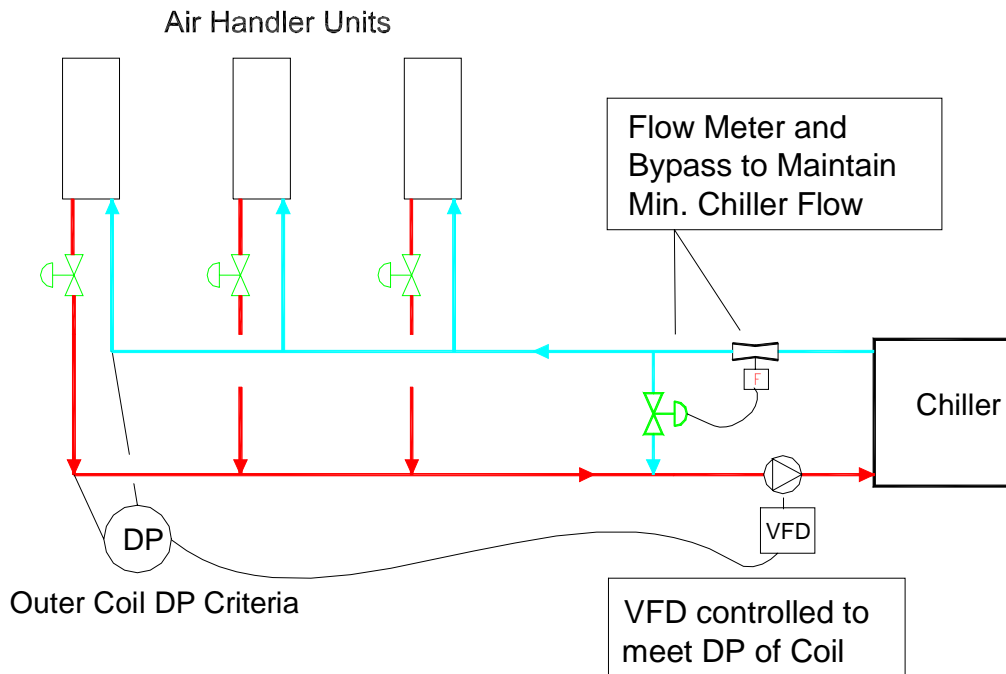 Air Handler Units
Flow Meter and
Bypass to Maintain
Min. Chiller Flow
F
Chiller
DP
VFD
Outer Coil DP Criteria
VFD controlled to
meet DP of Coil